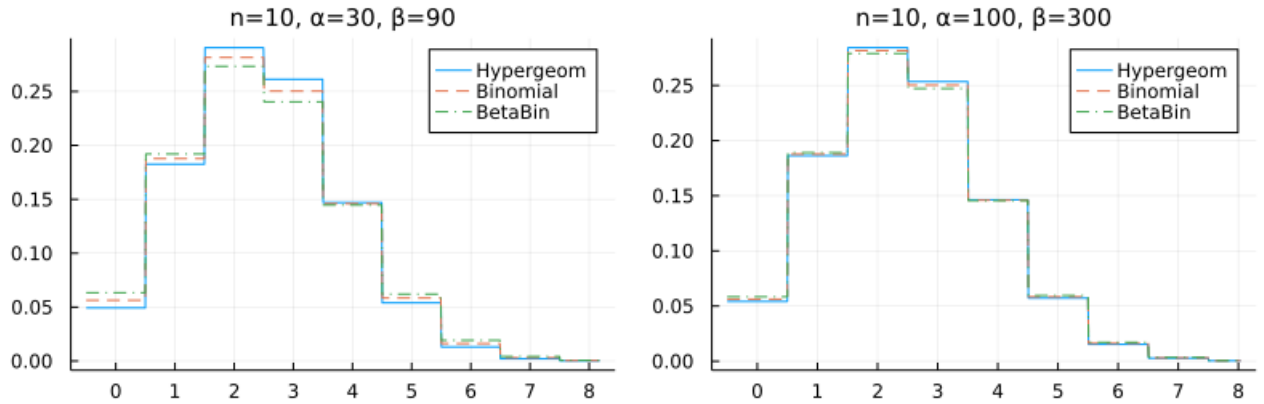 n=10, α=30, β=90
Hypergeom
Binomial
BetaBin
0.25
0.20
0.15
0.10
0.05
0.00
0 1 2 3 4 5 6 7 8
n=10, α=100, β=300
Hypergeom
Binomial
BetaBin
0.25
0.20
0.15
0.10
0.05
0.00
0 1 2 3 4 5 6 7 8